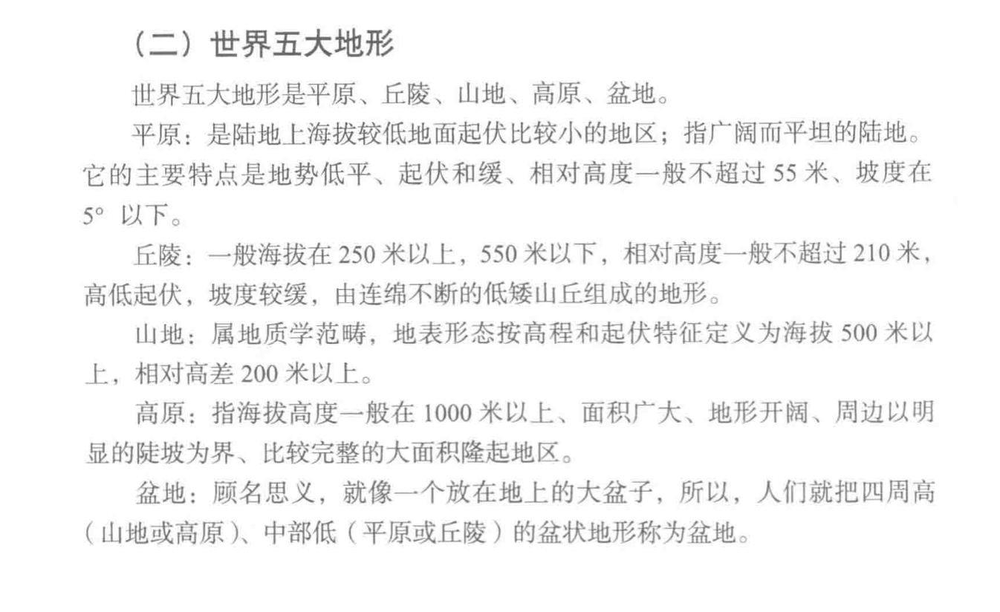 （二）世界五大地形
世界五大地形是平原、丘陵、山地、高原、盆地。
平原：是陆地上海拔较低地面起伏比较小的地区；指广阔而平坦的陆地。
它的主要特点是地势低平、起伏和缓、相对高度一般不超过 55 米、坡度在
5° 以下。
丘陵：一般海拔在 250 米以上，550 米以下，相对高度一般不超过 210 米，
高低起伏，坡度较缓，由连绵不断的低矮山丘组成的地形。
山地：属地质学范畴，地表形态按高程和起伏特征定义为海拔 500 米以
上，相对高差 200 米以上。
高原：指海拔高度一般在 1000 米以上、面积广大、地形开阔、周边以明
显的陡坡为界、比较完整的大面积隆起地区。
盆地：顾名思义，就像一个放在地上的大盆子，所以，人们就把四周高
（山地或高原）、中部低（平原或丘陵）的盆状地形称为盆地。